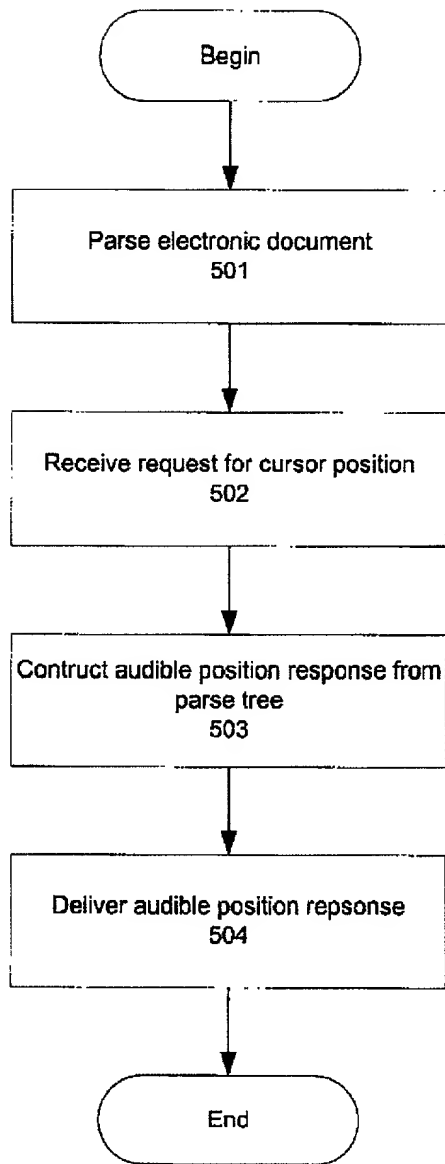 Begin
Parse electronic document
501
Receive request for cursor position
502
Contruct audible position response from
parse tree
503
Deliver audible position repsonse
504
End